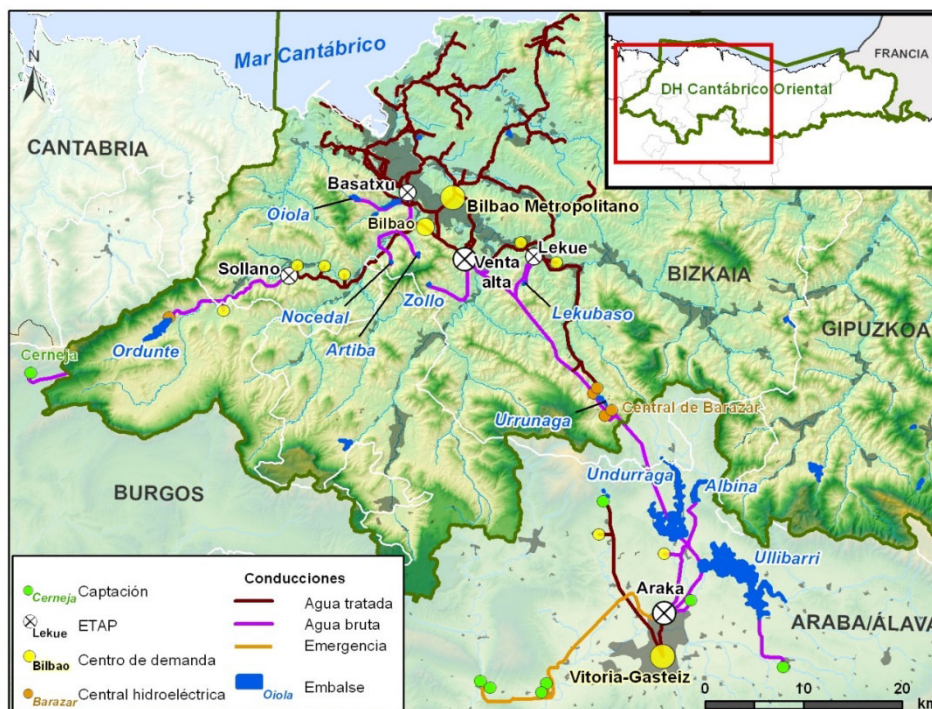 N
Mar Cantábrico
FRANCIA
DH Cantábrico Oriental
CANTABRIA
Basatxu
Oiola
Bilbao Metropolitano
Bilbao
Lekue
Sollano
Venta
alta
BIZKAIA
Zollo
Nocedal
Lekubaso
Artiba
GIPUZKOA
Ordunte
Cerneja
Central de Barazar
Urrunaga
Undurraga
Albina
BURGOS
Ullibarri
Araka
ARABA/ÁLAVA
Vitoria-Gasteiz
Conducciones
Cerneja Captación
Agua tratada
Lekue ETAP
Agua bruta
Emergencia
Bilbao Centro de demanda
Barazar Central hidroeléctrica
Oiola Embalse
0 10 20
km